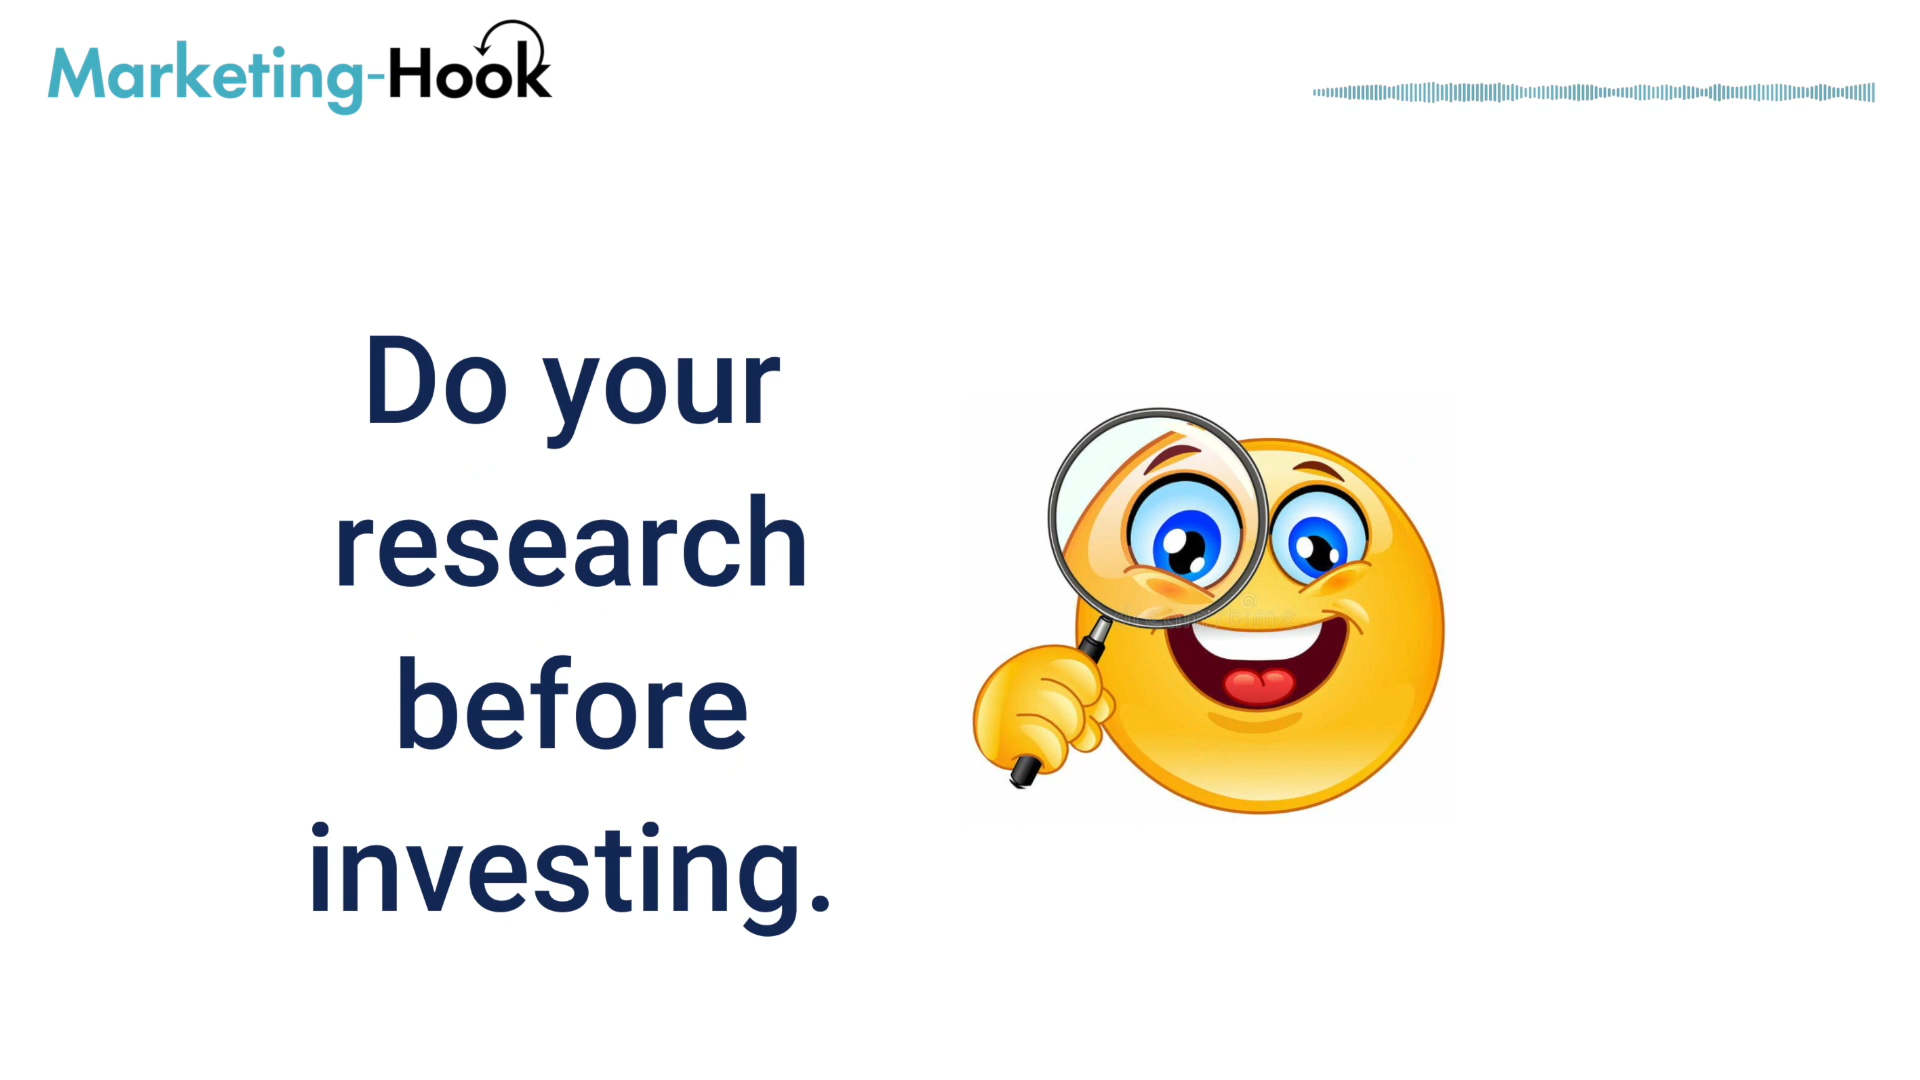 Marketing-Hook
Do your
research
before
investing.